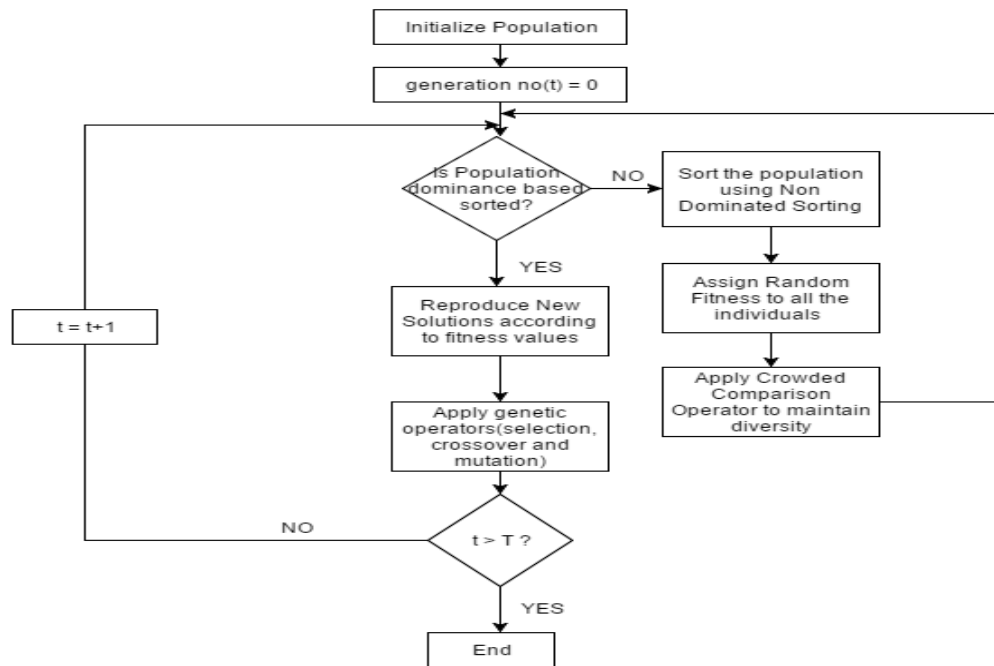 Initialize Population
generation no(t) = 0
Is Population
dominance based
sorted?
NO
Sort the population
using Non
Dominated Sorting
YES
Assign Random
Fitness to all the
individuals
Reproduce New
Solutions according
to fitness values
t = t+1
Apply Crowded
Comparison
Operator to maintain
diversity
Apply genetic
operators(selection,
crossover and
mutation)
NO
t > T ?
YES
End